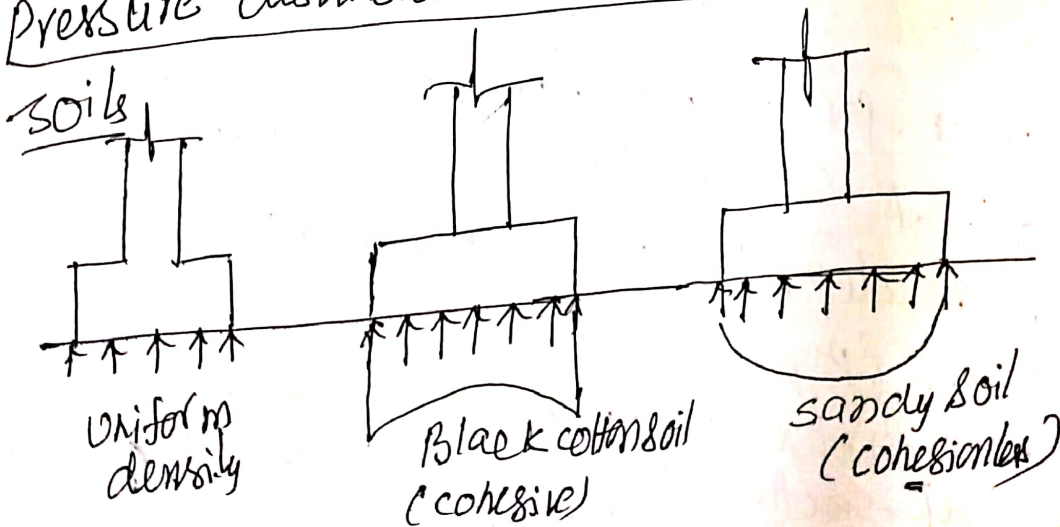 Pressure
soils
Uniform
density
Black cotton soil
(cohesive)
sandy soil
(cohesionless)